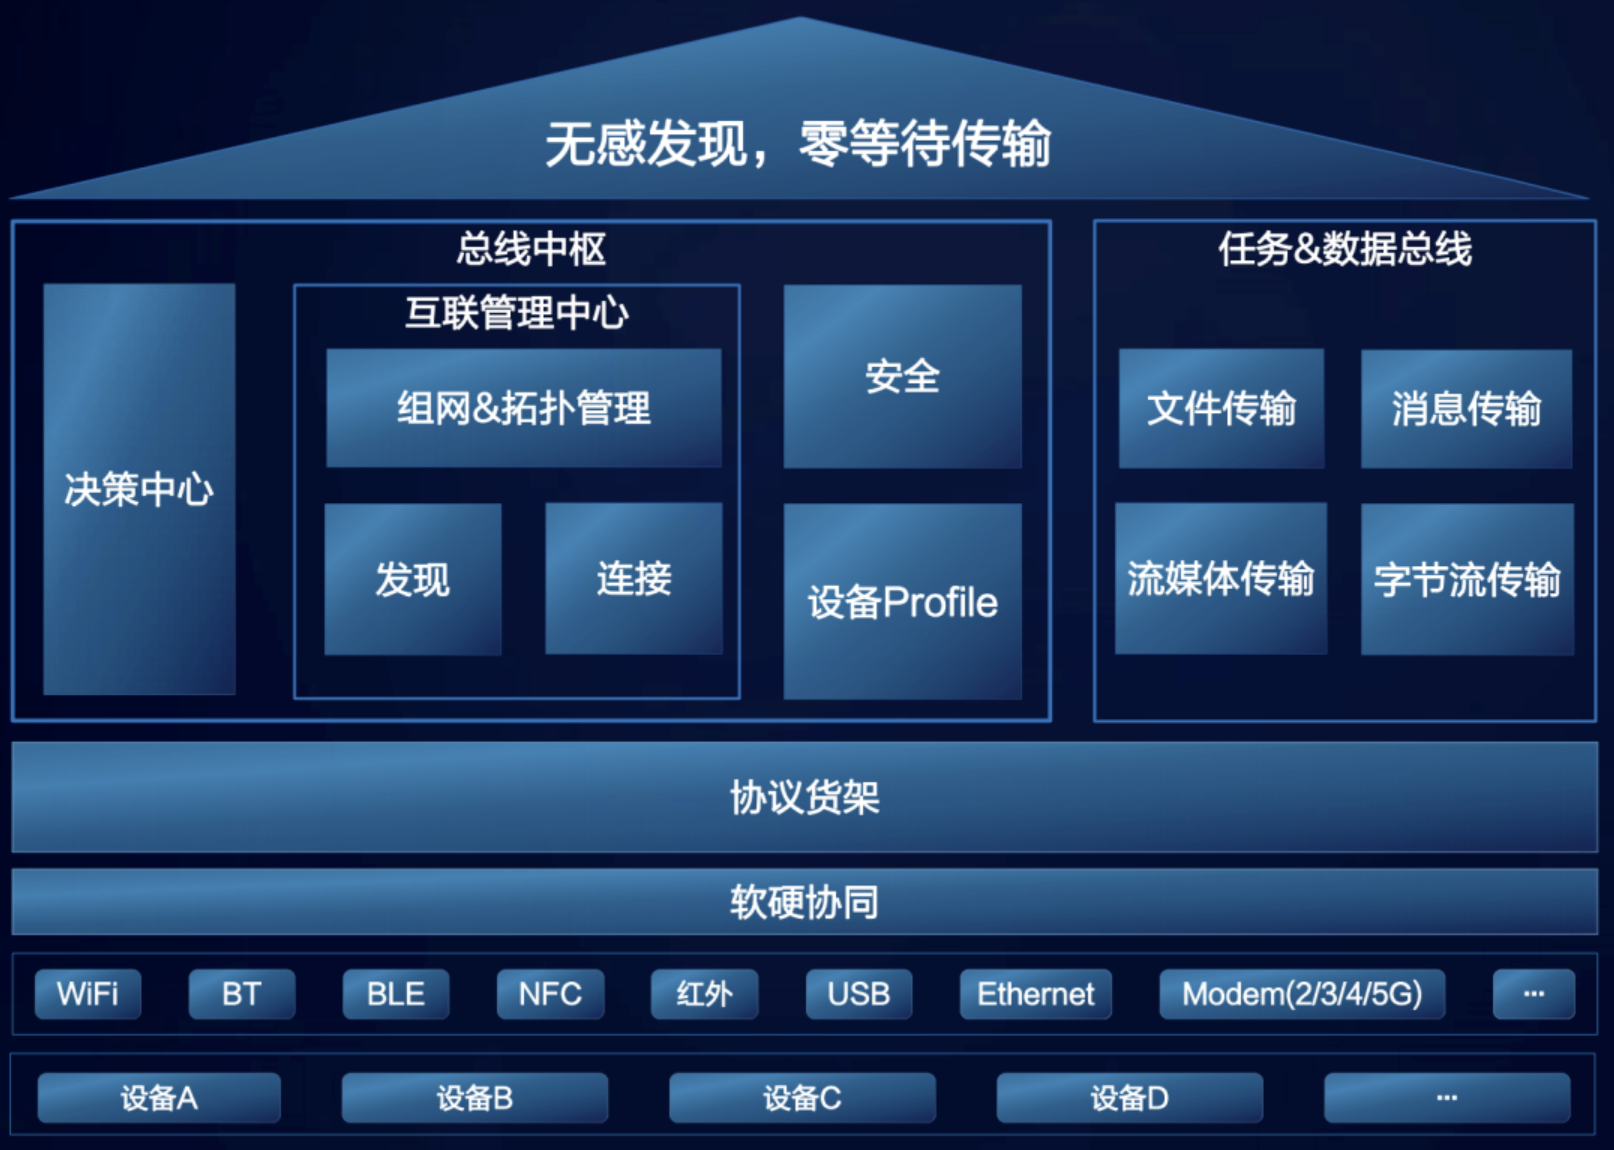 无感发现，零等待传输
总线中枢
决策中心
互联管理中心
组网&拓扑管理
发现
连接
安全
设备Profile
任务&数据总线
文件传输
消息传输
流媒体传输
字节流传输
协议货架
软硬协同
WiFi
BT
BLE
NFC
红外
USB
Ethernet
Modem(2/3/4/5G)
...
设备A
设备B
设备C
设备D
...